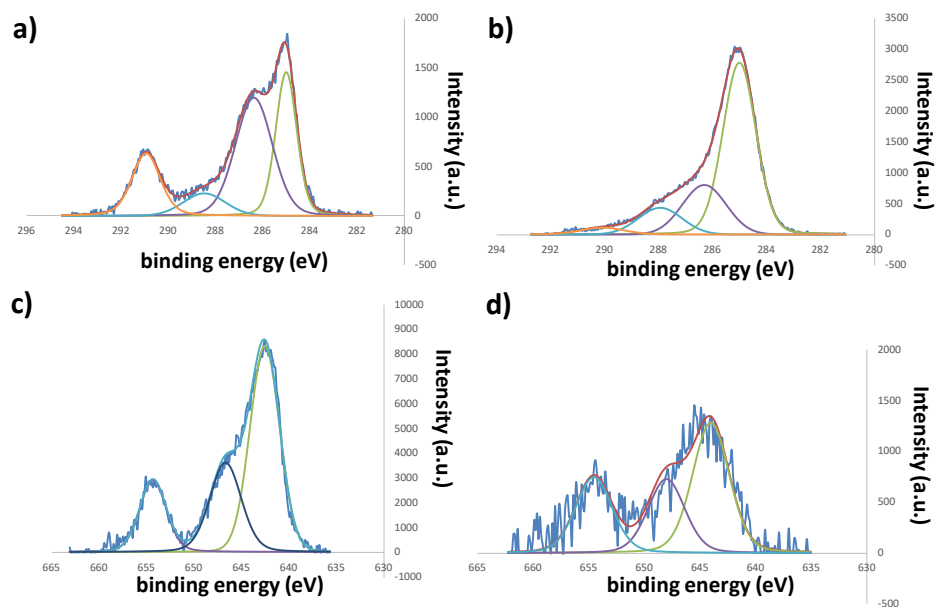 a)
2000
1500
1000
500
0
-500
296 294 292 290 288 286 284 282 280
binding energy (eV)
Intensity (a.u.)
b)
3500
3000
2500
2000
1500
1000
500
0
-500
294 292 290 288 286 284 282 280
binding energy (eV)
Intensity (a.u.)
c)
10000
9000
8000
7000
6000
5000
4000
3000
2000
1000
0
-1000
665 660 655 650 645 640 635 630
binding energy (eV)
Intensity (a.u.)
d)
2000
1500
1000
500
0
-500
665 660 655 650 645 640 635 630
binding energy (eV)
Intensity (a.u.)